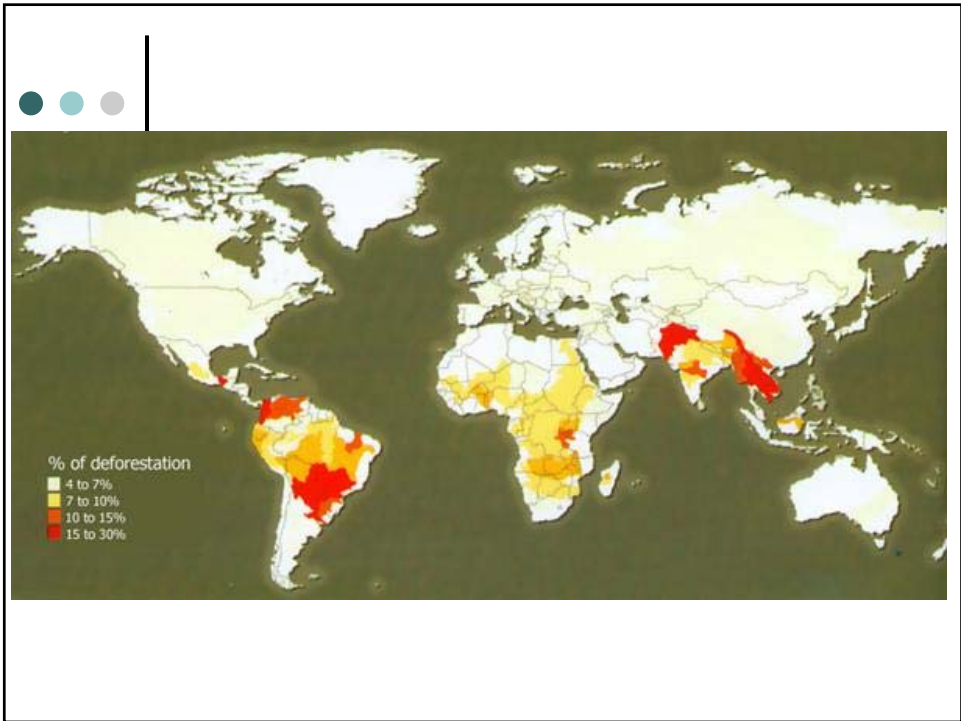 % of deforestation
4 to 7%
7 to 10%
10 to 15%
15 to 30%